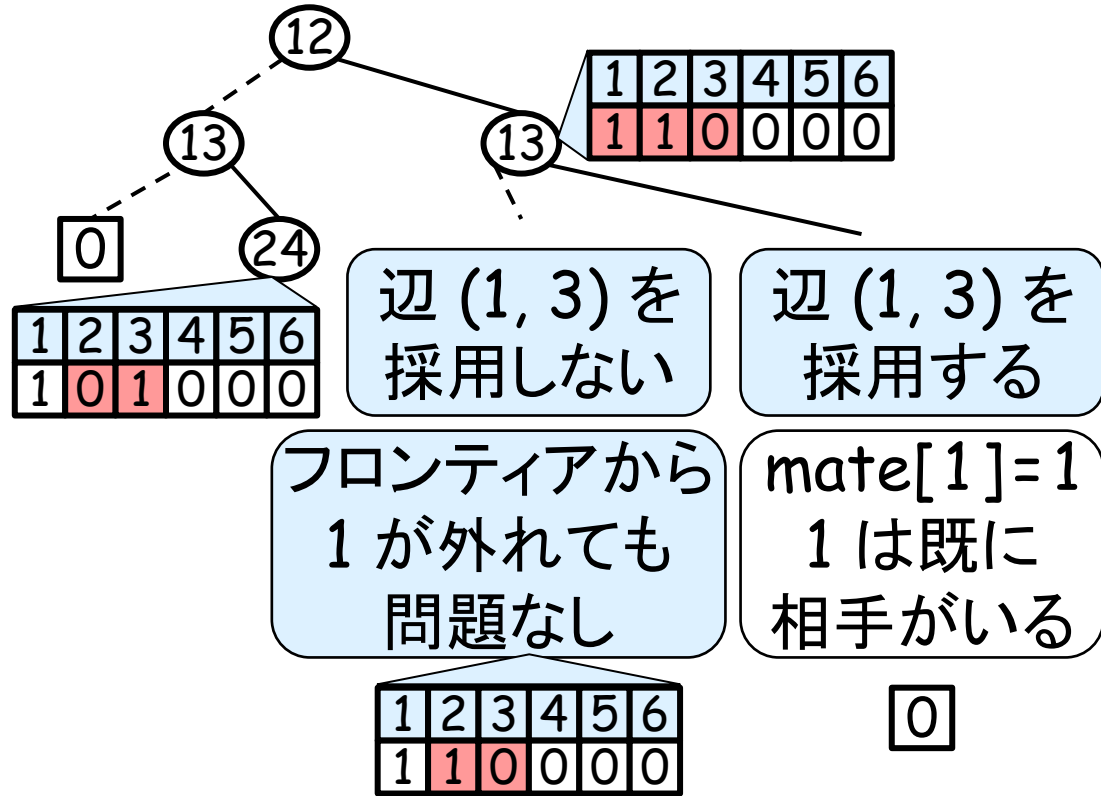 12
1 2 3 4 5 6
1 1 0 0 0 0
13
13
0
24
1 2 3 4 5 6
1 0 1 0 0 0
辺 (1, 3) を
採用しない
辺 (1, 3) を
採用する
フロンティアから
1 が外れても
問題なし
mate[1]=1
1 は既に
相手がいる
1 2 3 4 5 6
1 1 0 0 0 0
0